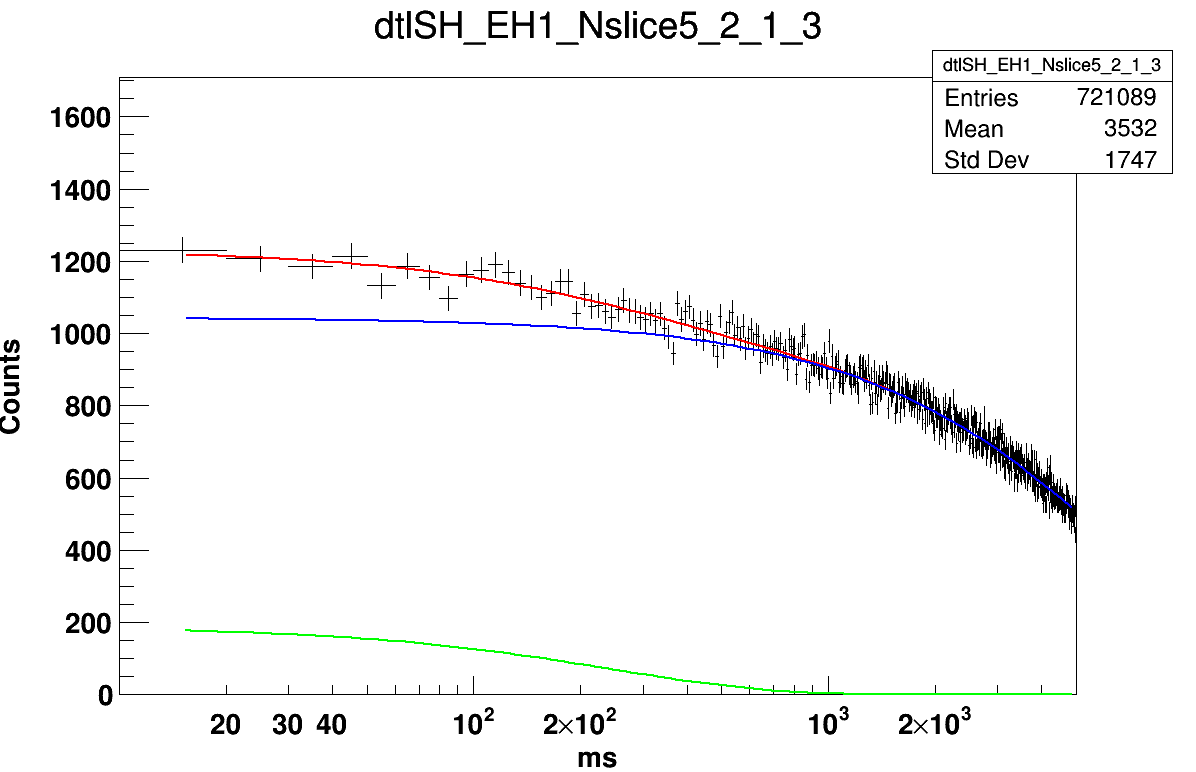 dtlSH_EH1_Nslice5_2_1_3
dtlSH_EH1_Nslice5_2_1_3
Entries 721089
Mean 3532
Std Dev 1747
1600
1400
1200
1000
800
600
400
200
0
Counts
20 30 40 10² 2×10² 10³ 2×10³
ms